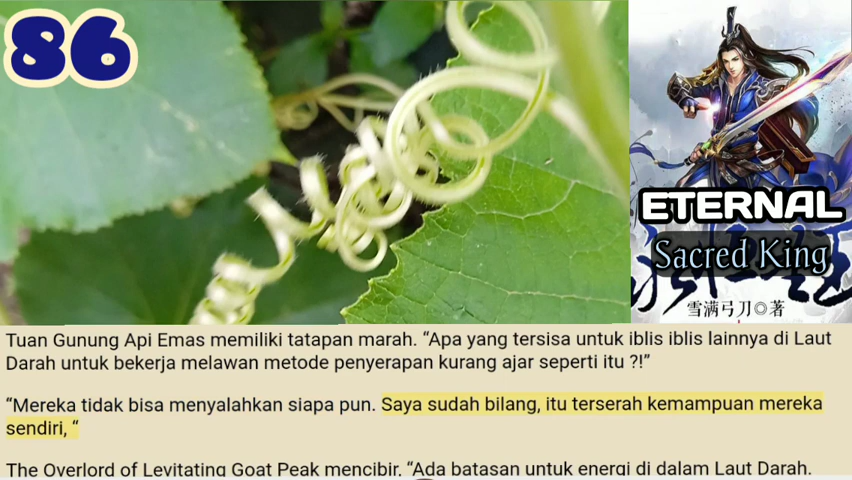 86
ETERNAL
Sacred King
雪满弓刀◎著
Tuan Gunung Api Emas memiliki tatapan marah. “Apa yang tersisa untuk iblis iblis lainnya di Laut
Darah untuk bekerja melawan metode penyerapan kurang ajar seperti itu ?!”
“Mereka tidak bisa menyalahkan siapa pun. Saya sudah bilang, itu terserah kemampuan mereka
sendiri, “
The Overlord of Levitating Goat Peak mencibir. “Ada batasan untuk energi di dalam Laut Darah.